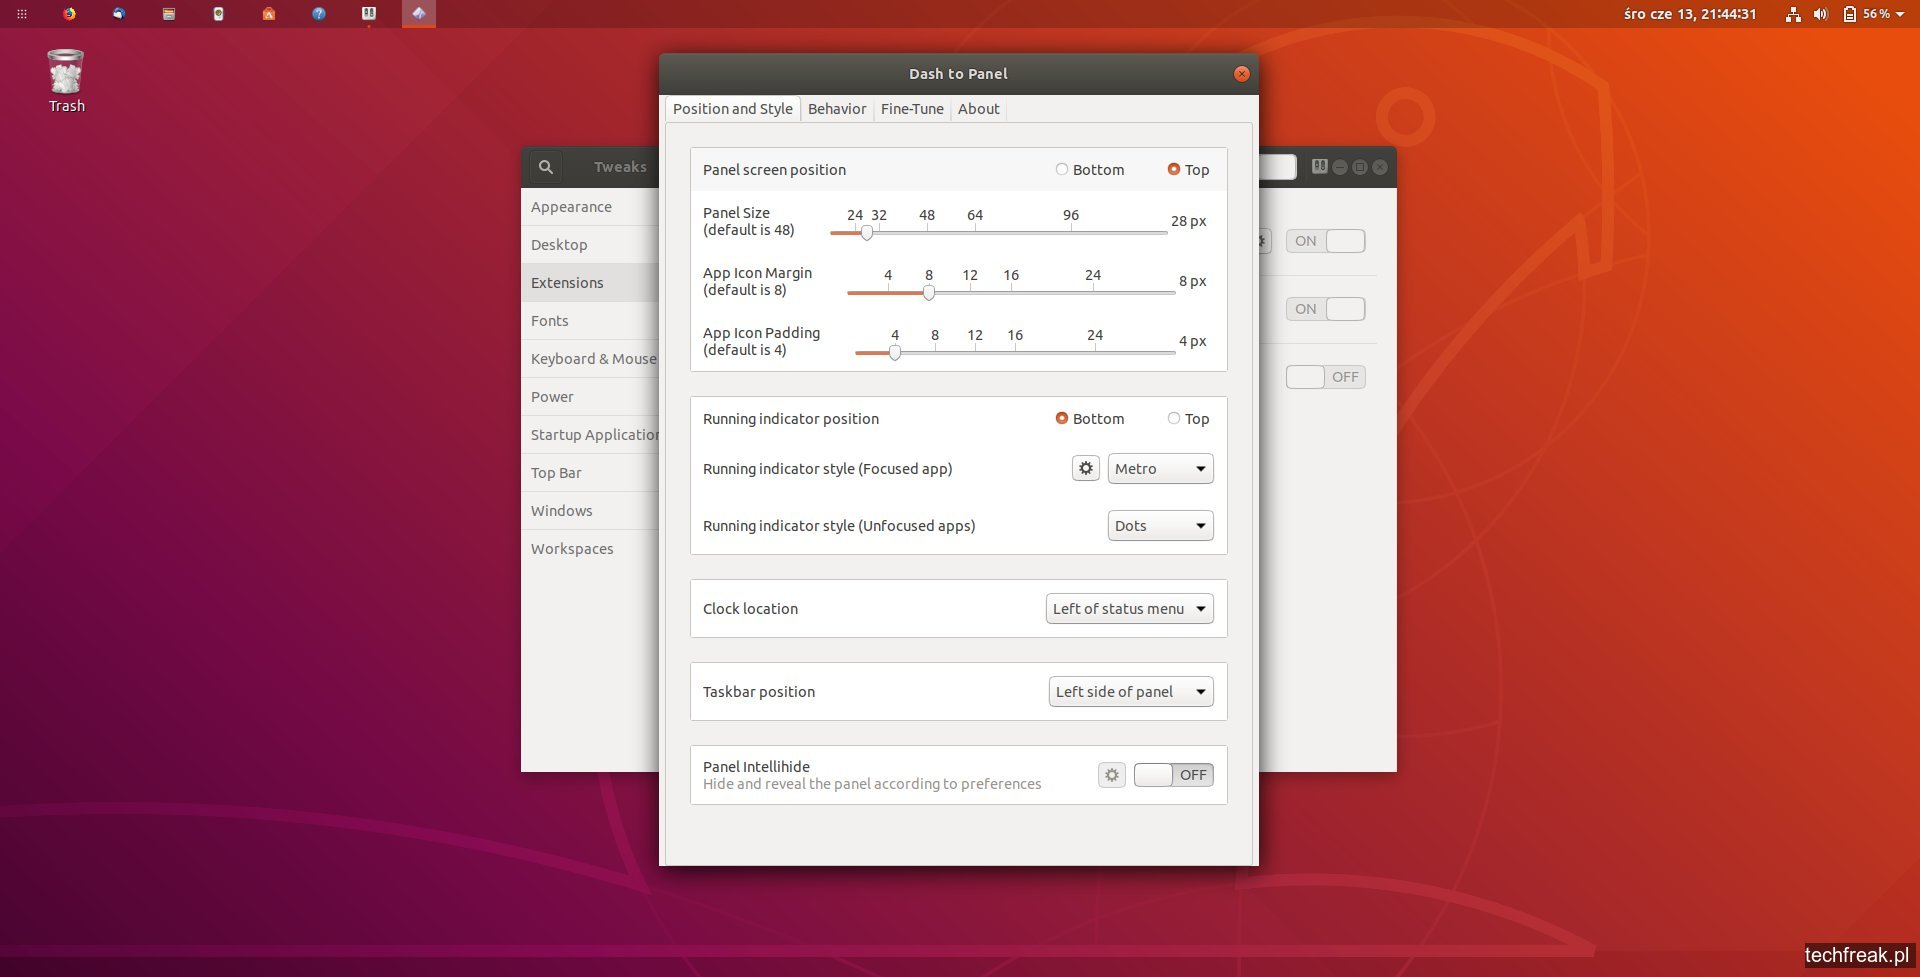 śro cze 13, 21:44:31
56 %
Trash
Dash to Panel
Position and Style
Behavior
Fine-Tune
About
Tweaks
Appearance
Desktop
Extensions
Fonts
Keyboard & Mouse
Power
Startup Application
Top Bar
Windows
Workspaces
Panel screen position
Bottom
Top
Panel Size
(default is 48)
24 32 48 64 96
28 px
App Icon Margin
(default is 8)
4 8 12 16 24
8 px
App Icon Padding
(default is 4)
4 8 12 16 24
4 px
Running indicator position
Bottom
Top
Running indicator style (Focused app)
Metro
Running indicator style (Unfocused apps)
Dots
Clock location
Left of status menu
Taskbar position
Left side of panel
Panel Intellihide
Hide and reveal the panel according to preferences
OFF
ON
ON
OFF
techfreak.pl